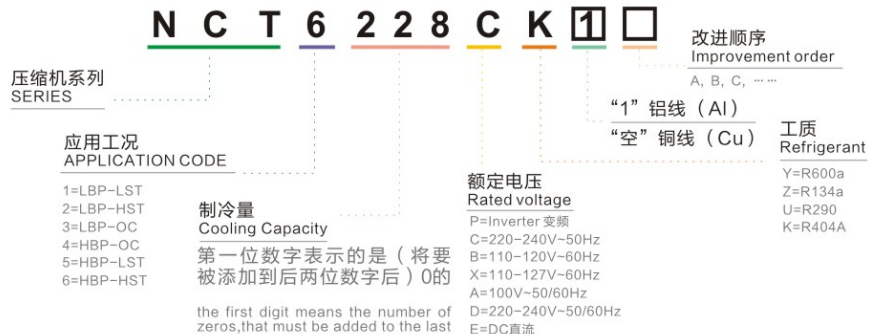 NCT6228CK1□
压缩机系列
SERIES
应用工况
APPLICATION CODE
1=LBP-LST
2=LBP-HST
3=LBP-OC
4=HBP-OC
5=HBP-LST
6=HBP-HST
制冷量
Cooling Capacity
第一位数字表示的是（将要
被添加到后两位数字后）0的
the first digit means the number of
zeros,that must be added to the last
额定电压
Rated voltage
P=Inverter 变频
C=220-240V~50Hz
B=110-120V~60Hz
X=110-127V~60Hz
A=100V~50/60Hz
D=220-240V~50/60Hz
E=DC直流
改进顺序
Improvement order
A, B, C, ……
“1”铝线（Al）
“空”铜线（Cu）
工质
Refrigerant
Y=R600a
Z=R134a
U=R290
K=R404A